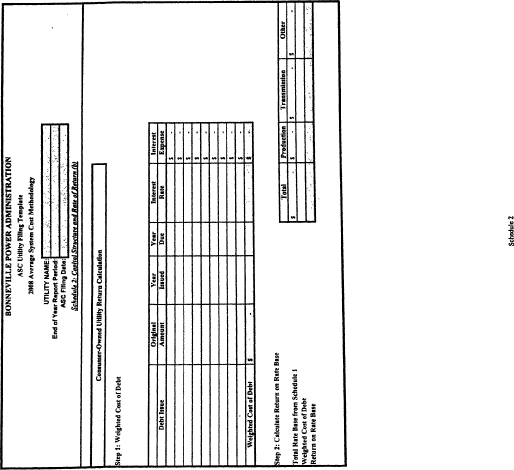 BONNEVILLE POWER ADMINISTRATION
ASC Utility Filing Template
2008 Average System Cost Methodology
UTILITY NAME:
End of Year Report Period:
ASC Filing Date:
Schedule 2: Capital Structure and Rate of Return (b)
Consumer-Owned Utility Return Calculation
Step 1: Weighted Cost of Debt
Debt Issue Original Amount Year Issued Year Due Interest Rate Interest Expense
$ -
$ -
$ -
$ -
$ -
$ -
$ -
$ -
Weighted Cost of Debt $ - $ -
Step 2: Calculate Return on Rate Base
Total Production Transmission Other
Total Rate Base from Schedule 1 $ - $ - $ - $ -
Weighted Cost of Debt
Return on Rate Base
Schedule 2